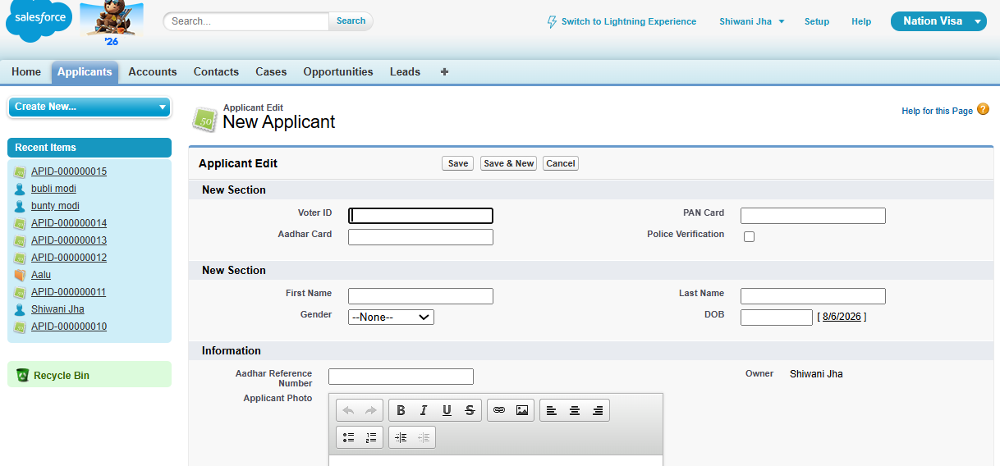 salesforce
'26
Search...
Search
Switch to Lightning Experience
Shiwani Jha
Setup
Help
Nation Visa
Home
Applicants
Accounts
Contacts
Cases
Opportunities
Leads
+
Create New...
Recent Items
APID-000000015
bubli modi
bunty modi
APID-000000014
APID-000000013
APID-000000012
Aalu
APID-000000011
Shiwani Jha
APID-000000010
Recycle Bin
50
Applicant Edit
New Applicant
Help for this Page ?
Applicant Edit
Save
Save & New
Cancel
New Section
Voter ID
PAN Card
Aadhar Card
Police Verification
New Section
First Name
Last Name
Gender
--None--
DOB
[ 8/6/2026 ]
Information
Aadhar Reference
Number
Owner
Shiwani Jha
Applicant Photo
B I U S